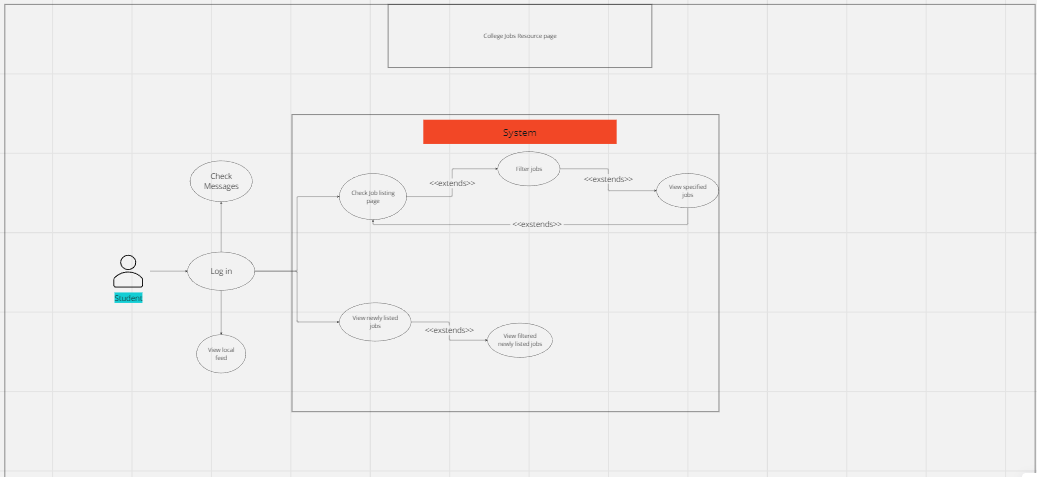 College Jobs Resource page
System
Check
Messages
Filter jobs
<<extends>>
<<exstends>>
Check Job listing
page
View specified
jobs
<<exstends>>
Log in
Student
View newly listed
jobs
<<exstends>>
View filtered
newly listed jobs
View local
feed